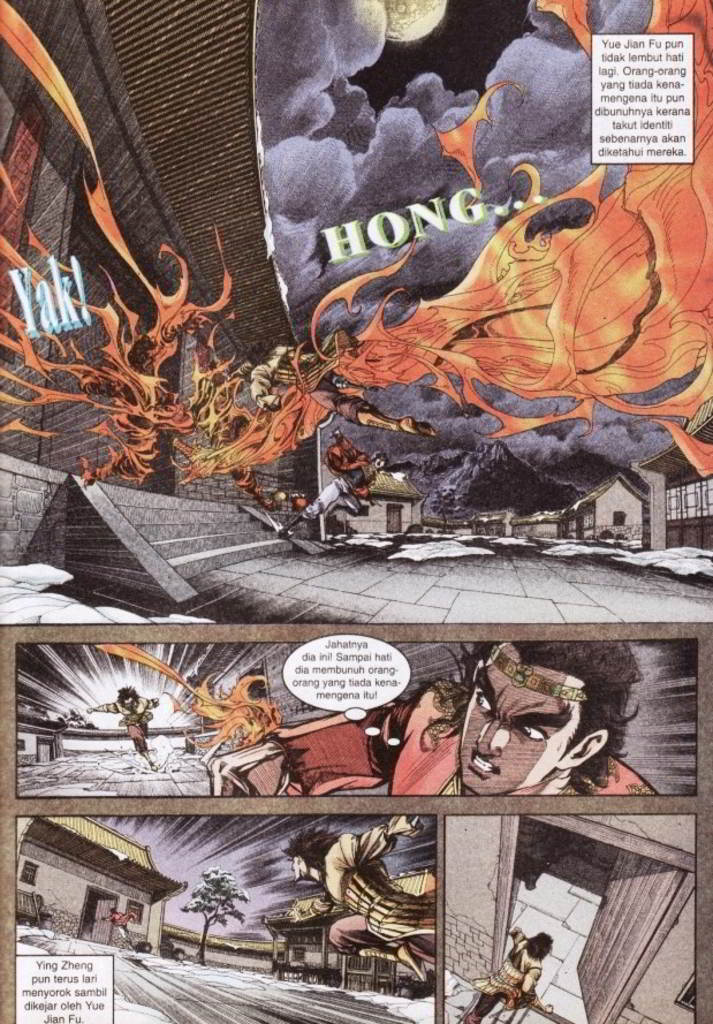 Yue Jian Fu pun
tidak lembut hati
lagi. Orang-orang
yang tiada kena-
mengena itu pun
dibunuhnya kerana
takut identiti
sebenarnya akan
diketahui mereka.
HONG...
Yak!
Jahatnya
dia ini! Sampai hati
dia membunuh orang-
orang yang tiada kena-
mengena itu!
Ying Zheng
pun terus lari
menyorok sambil
dikejar oleh Yue
Jian Fu.